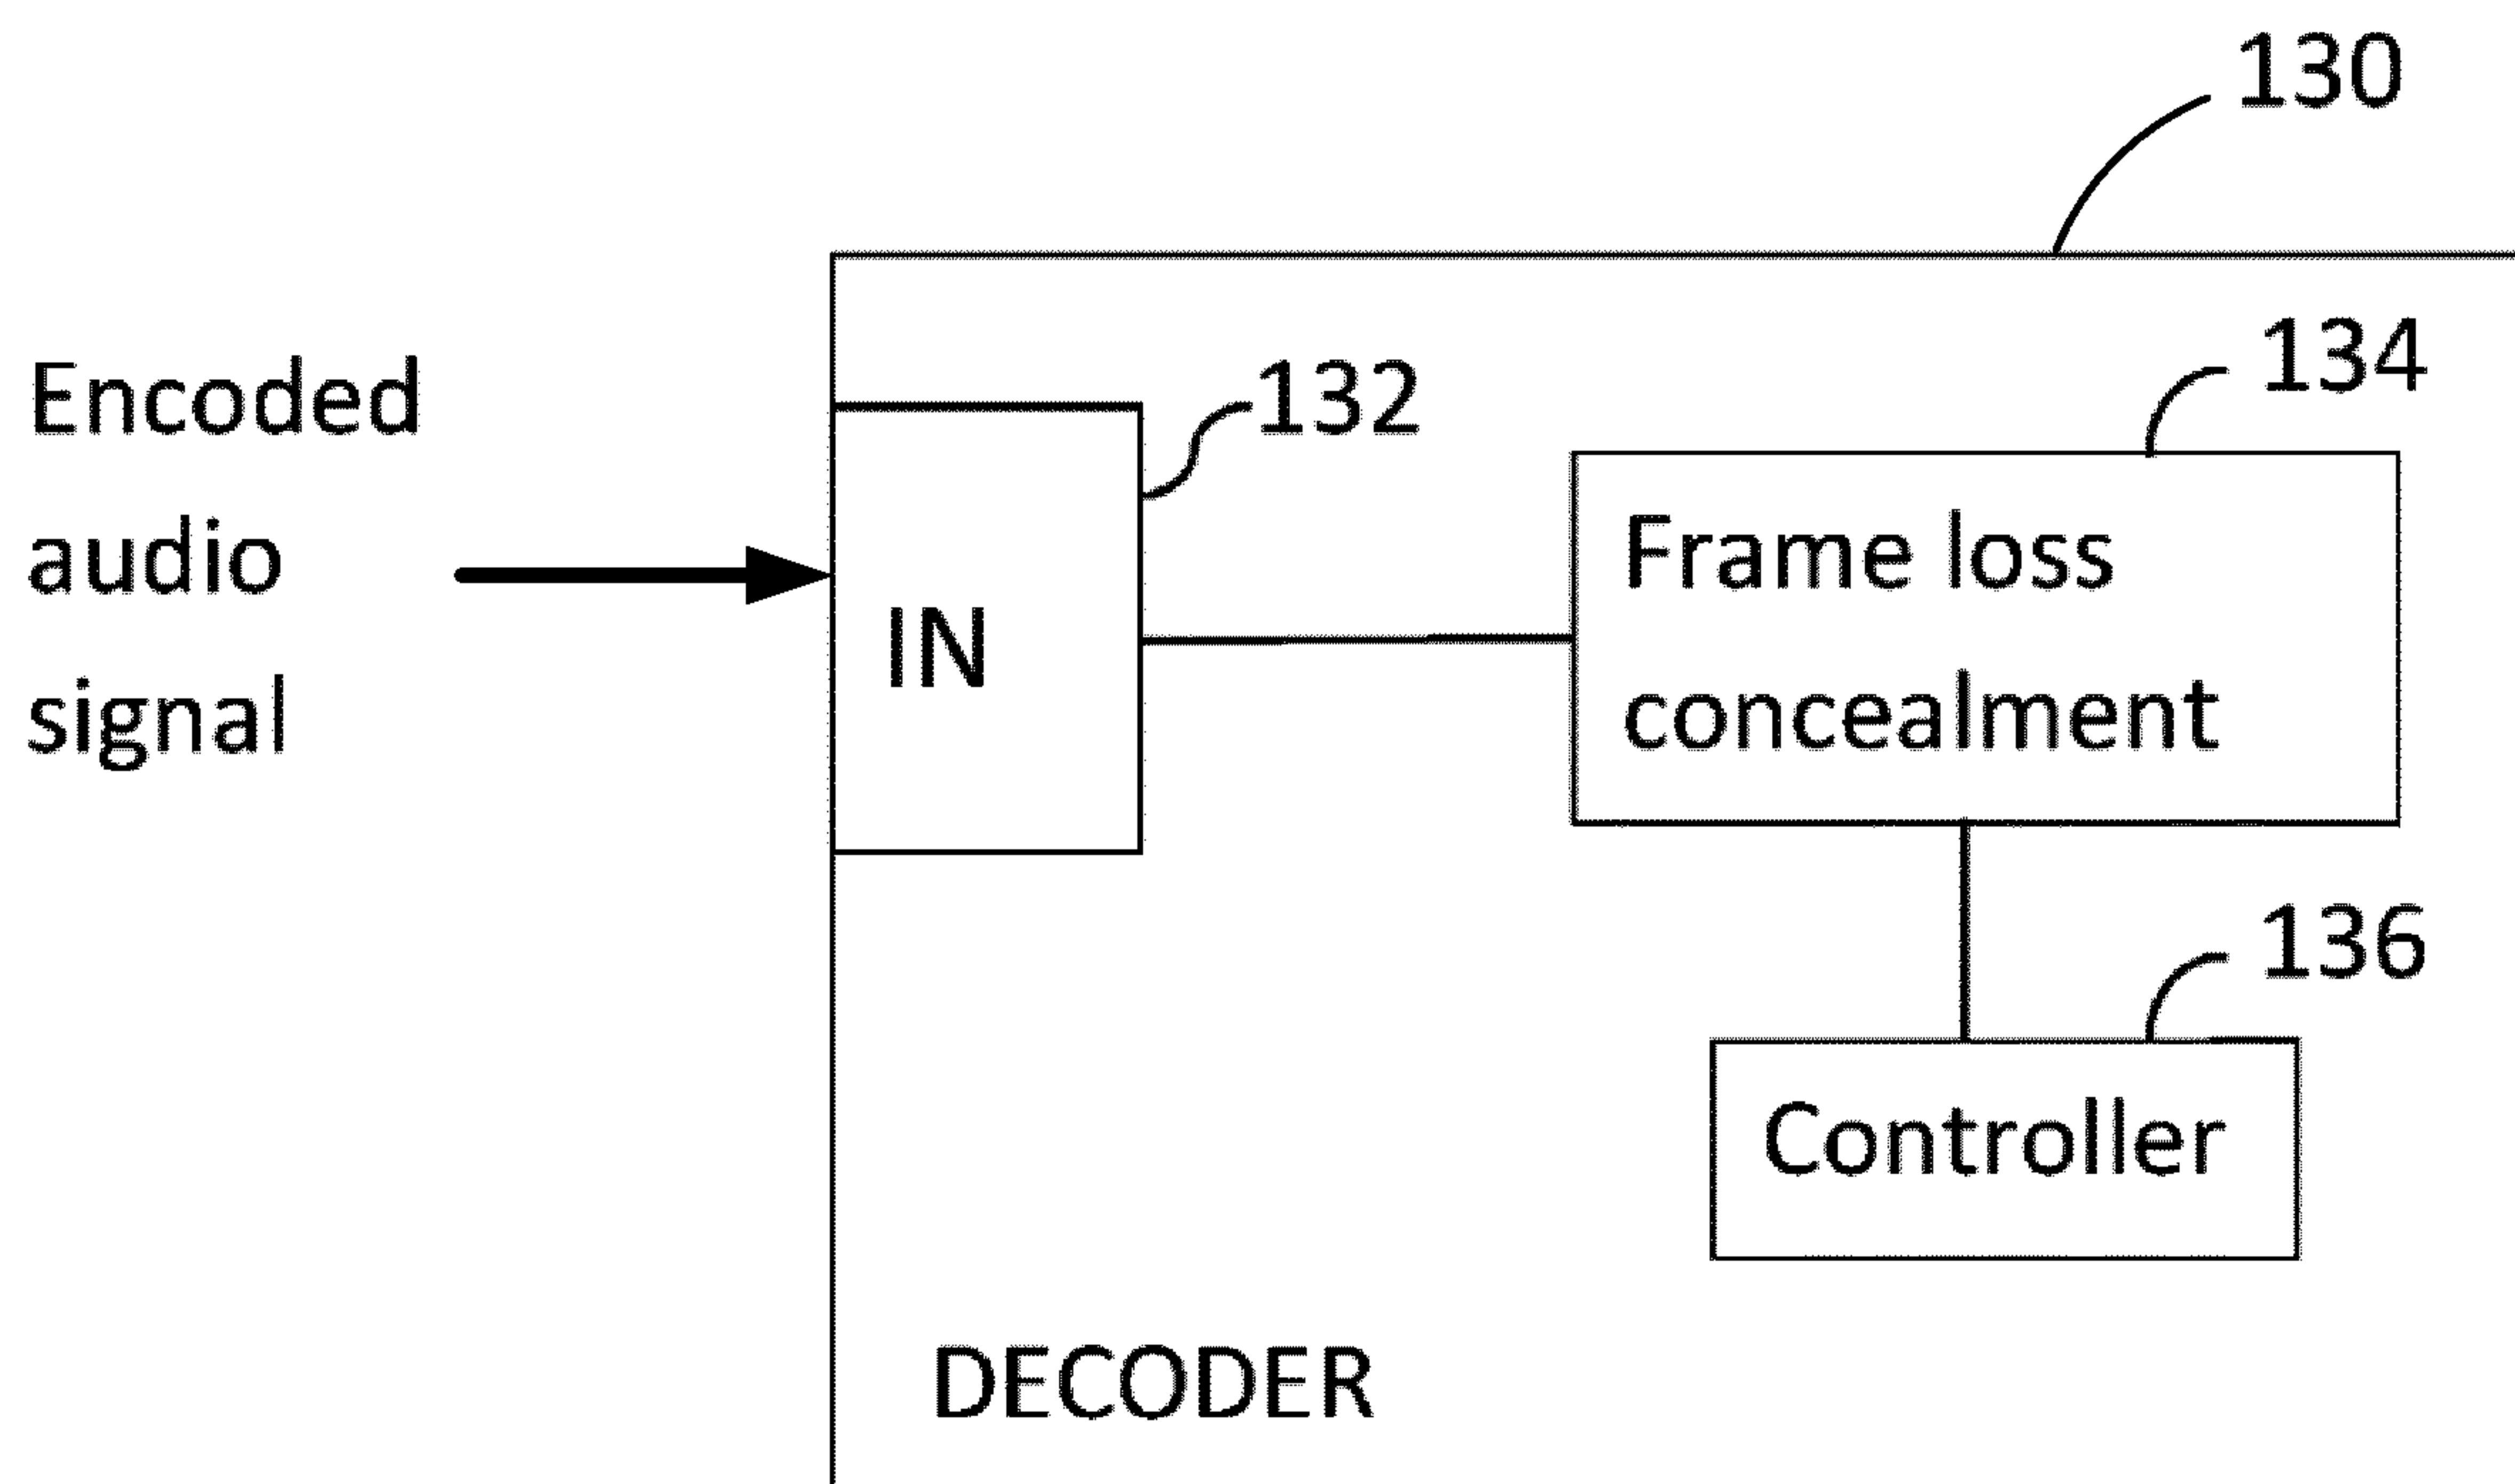 130
134
132
Encoded
audio
signal
IN
Frame loss
concealment
136
Controller
DECODER